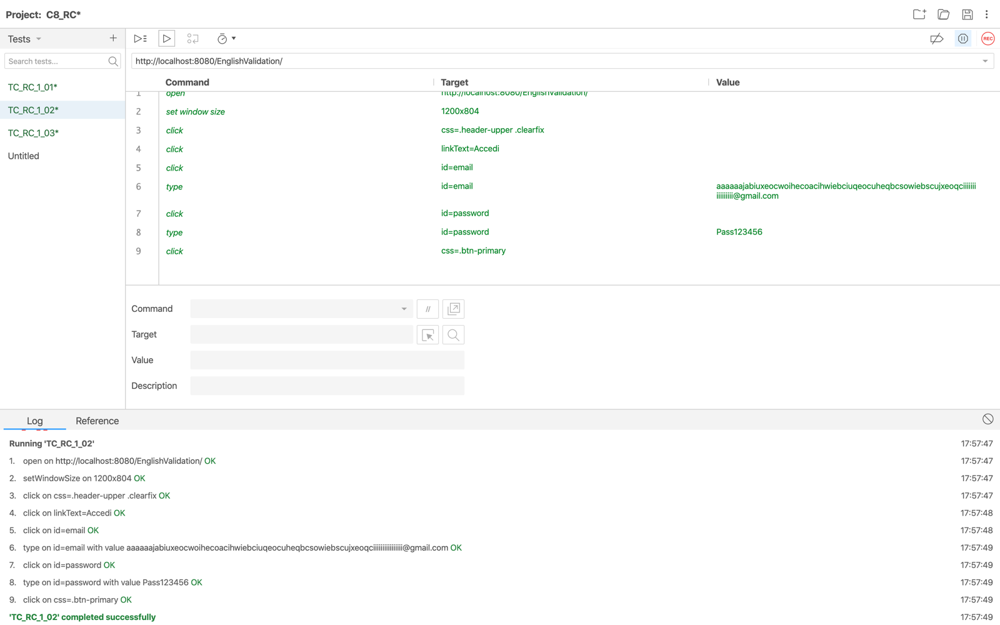 Project: C8_RC*
Tests
Search tests...
TC_RC_1_01*
TC_RC_1_02*
TC_RC_1_03*
Untitled
REC
http://localhost:8080/EnglishValidation/
Command Target Value
1 open http://localhost:8080/EnglishValidation/
2 set window size 1200x804
3 click css=.header-upper .clearfix
4 click linkText=Accedi
5 click id=email
6 type id=email aaaaaajabiuxeocwoihecoacihwiebciuqeocuheqbcsowiebscujxeoqciiiiiii
iiiiiiiii@gmail.com
7 click id=password
8 type id=password Pass123456
9 click css=.btn-primary
Command //
Target
Value
Description
Log Reference
Running 'TC_RC_1_02' 17:57:47
1. open on http://localhost:8080/EnglishValidation/ OK 17:57:47
2. setWindowSize on 1200x804 OK 17:57:47
3. click on css=.header-upper .clearfix OK 17:57:47
4. click on linkText=Accedi OK 17:57:48
5. click on id=email OK 17:57:48
6. type on id=email with value aaaaaajabiuxeocwoihecoacihwiebciuqeocuheqbcsowiebscujxeoqciiiiiiiiiiiiiiii@gmail.com OK 17:57:49
7. click on id=password OK 17:57:49
8. type on id=password with value Pass123456 OK 17:57:49
9. click on css=.btn-primary OK 17:57:49
'TC_RC_1_02' completed successfully 17:57:49